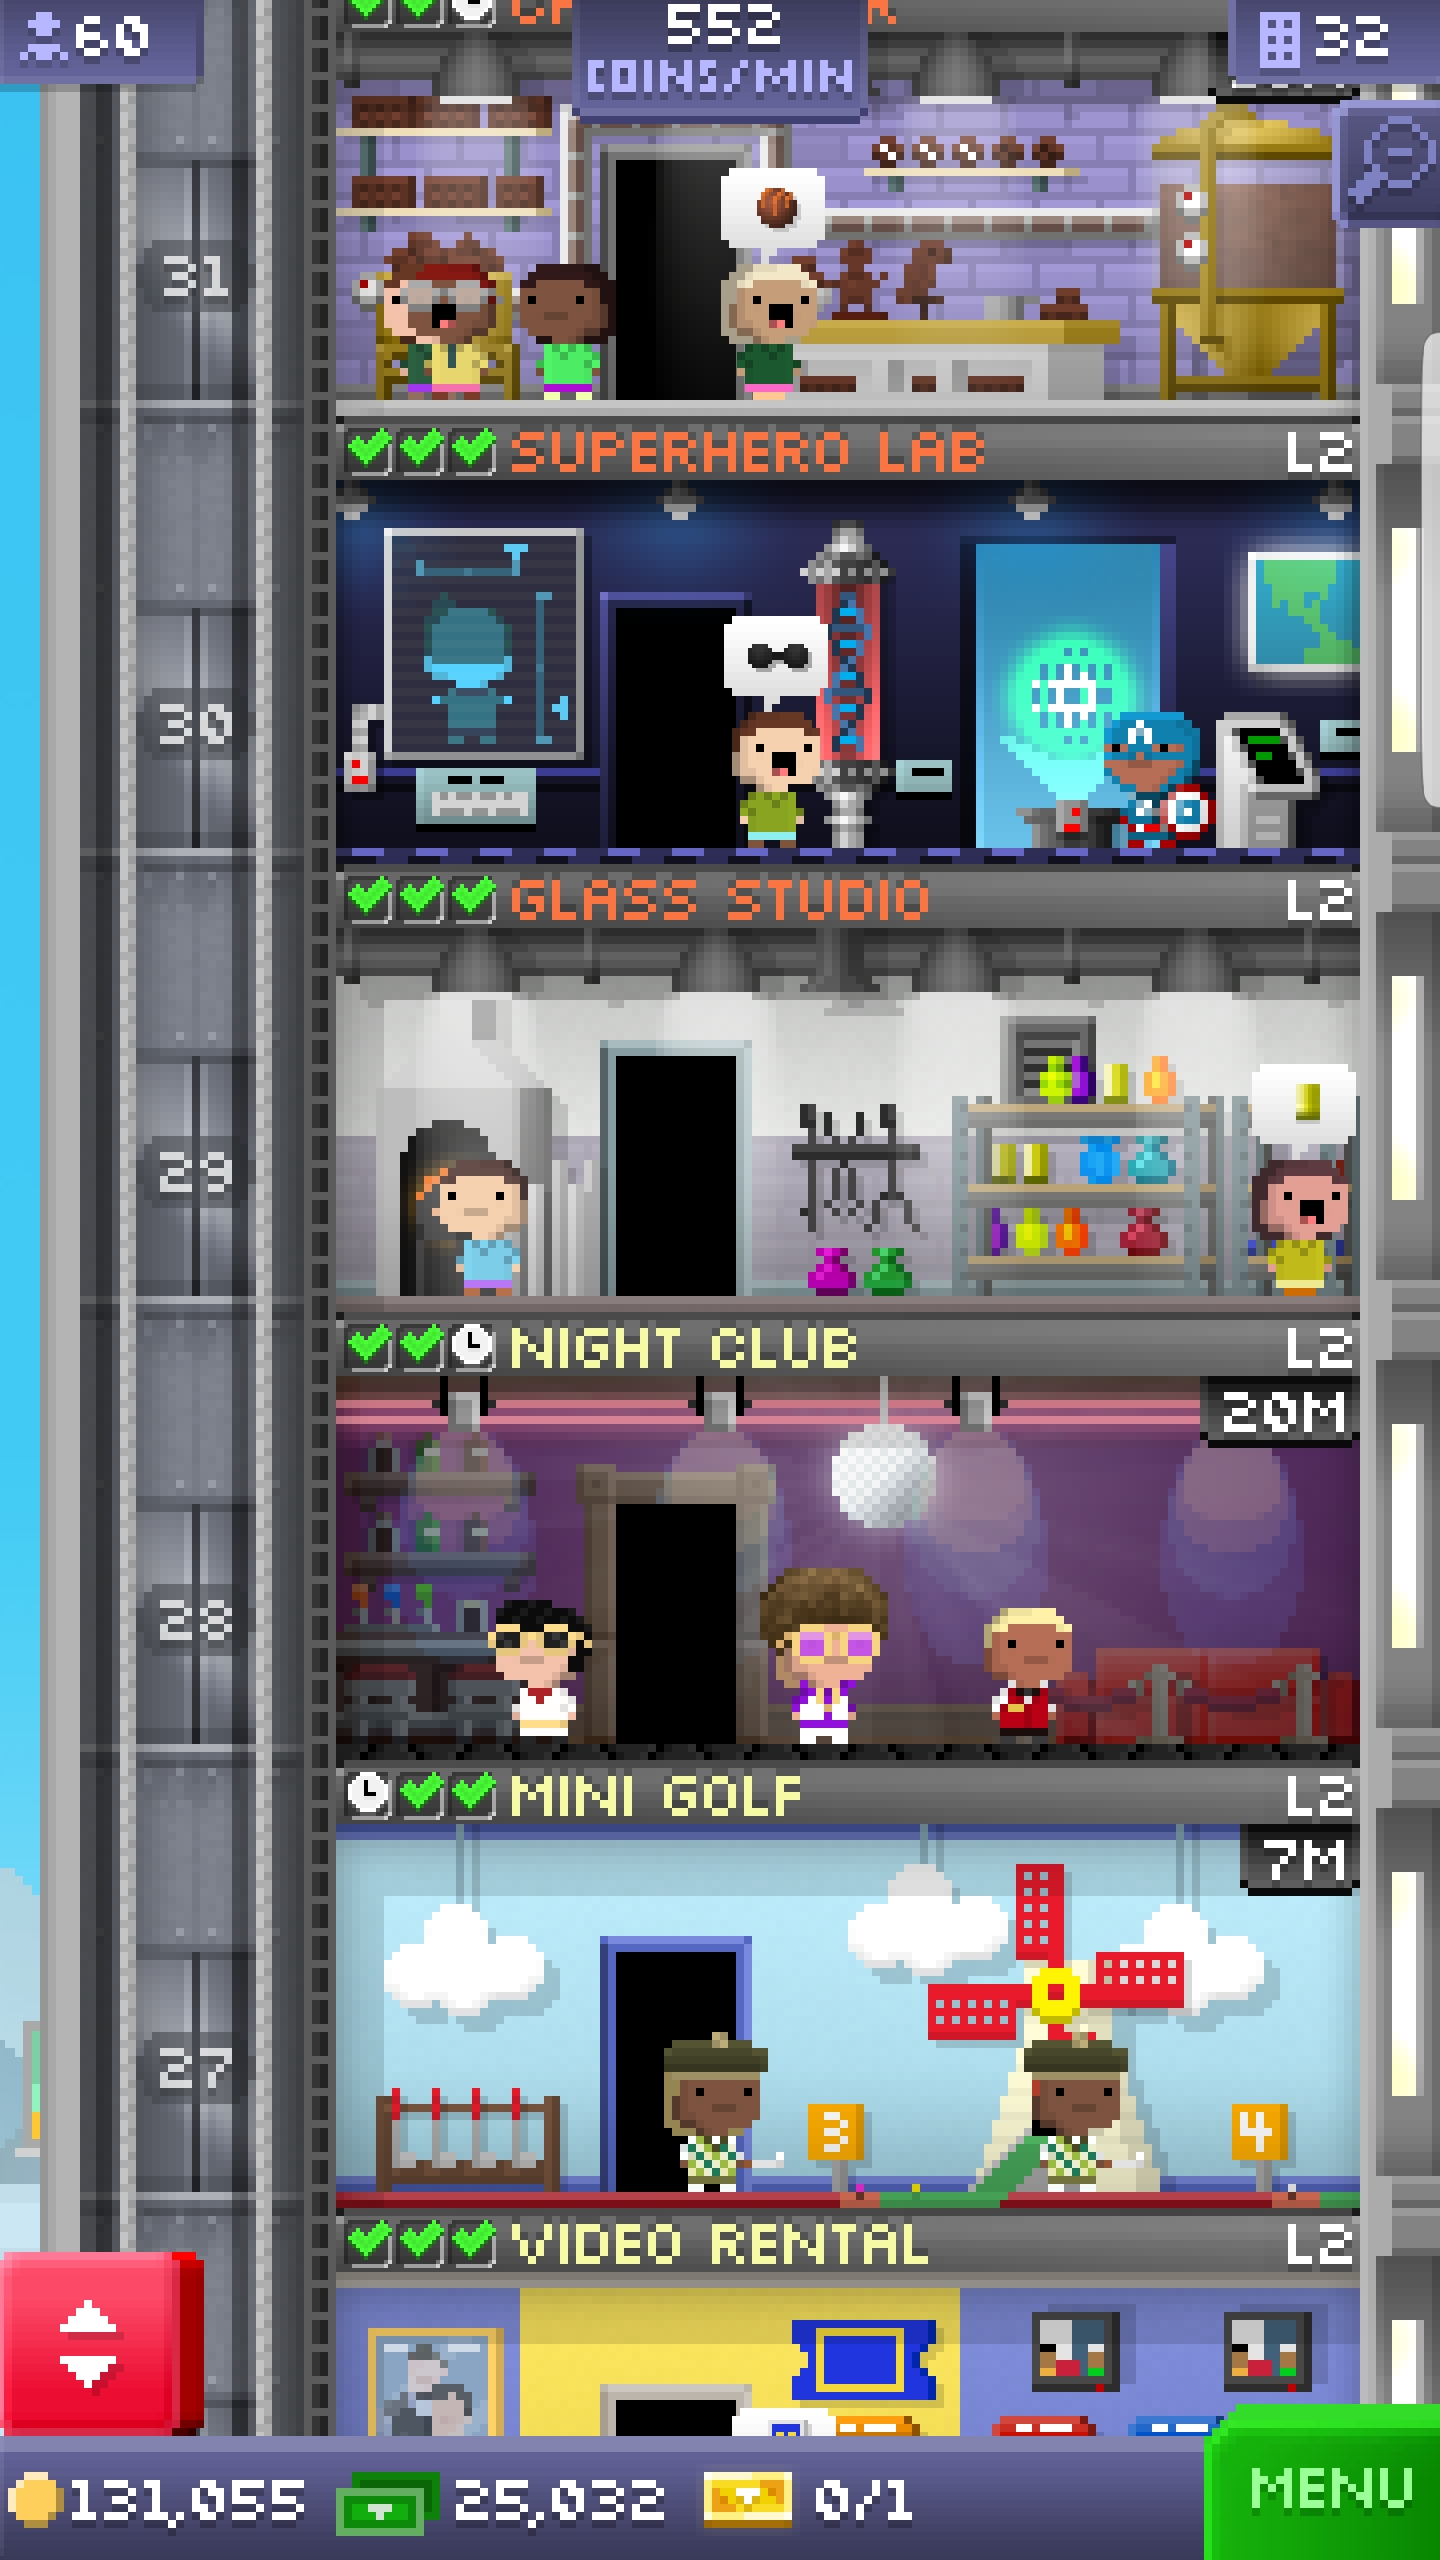 60
552
COINS/MIN
32
31
SUPERHERO LAB L2
30
GLASS STUDIO L2
29
NIGHT CLUB L2
20M
28
MINI GOLF L2
7M
27
3
4
VIDEO RENTAL L2
131,055
25,032
0/1
MENU